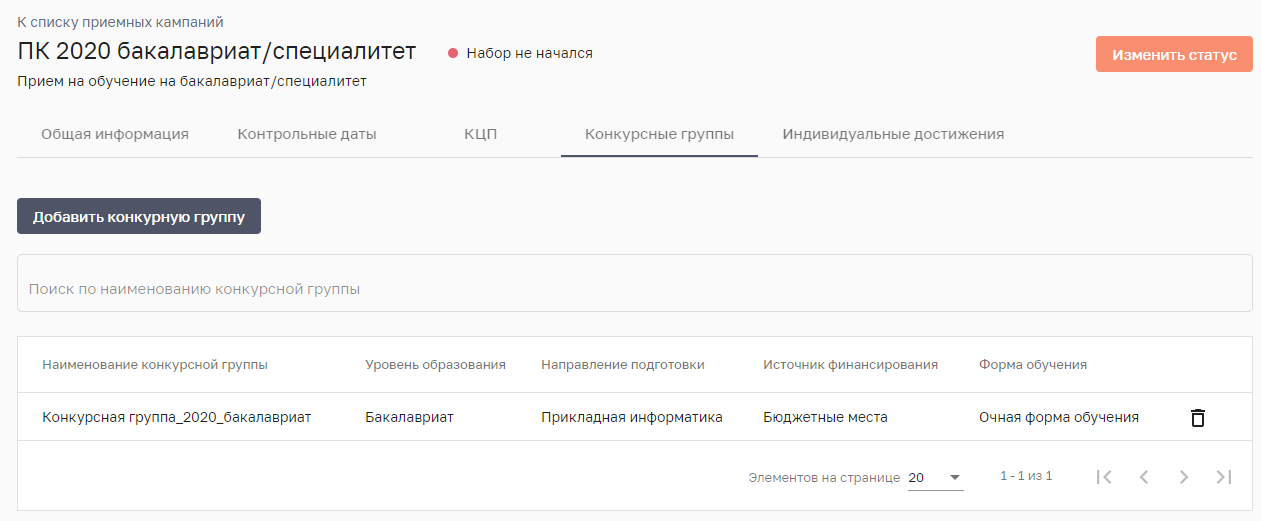 К списку приемных кампаний
ПК 2020 бакалавриат/специалитет
Набор не начался
Изменить статус
Прием на обучение на бакалавриат/специалитет
Общая информация Контрольные даты КЦП Конкурсные группы Индивидуальные достижения
Добавить конкурную группу
Поиск по наименованию конкурсной группы
Наименование конкурсной группы Уровень образования Направление подготовки Источник финансирования Форма обучения
Конкурсная группа_2020_бакалавриат Бакалавриат Прикладная информатика Бюджетные места Очная форма обучения
Элементов на странице 20 1 - 1 из 1